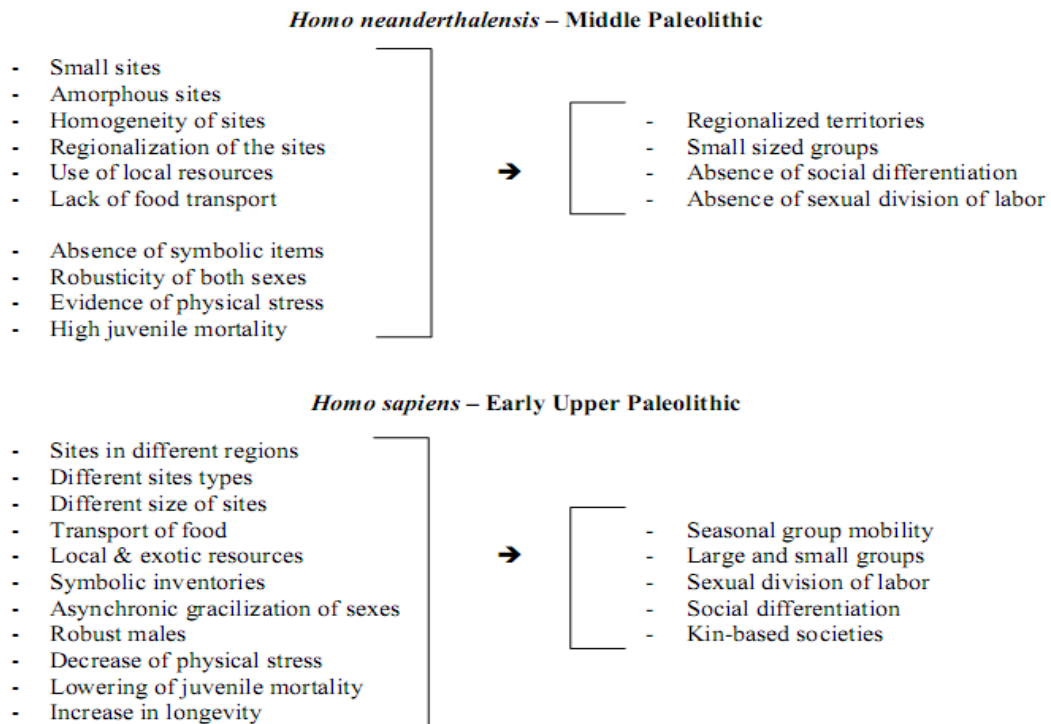 Homo neanderthalensis – Middle Paleolithic
- Small sites
- Amorphous sites
- Homogeneity of sites
- Regionalization of the sites
- Use of local resources
- Lack of food transport
- Absence of symbolic items
- Robusticity of both sexes
- Evidence of physical stress
- High juvenile mortality
➔
- Regionalized territories
- Small sized groups
- Absence of social differentiation
- Absence of sexual division of labor
Homo sapiens – Early Upper Paleolithic
- Sites in different regions
- Different sites types
- Different size of sites
- Transport of food
- Local & exotic resources
- Symbolic inventories
- Asynchronic gracilization of sexes
- Robust males
- Decrease of physical stress
- Lowering of juvenile mortality
- Increase in longevity
➔
- Seasonal group mobility
- Large and small groups
- Sexual division of labor
- Social differentiation
- Kin-based societies